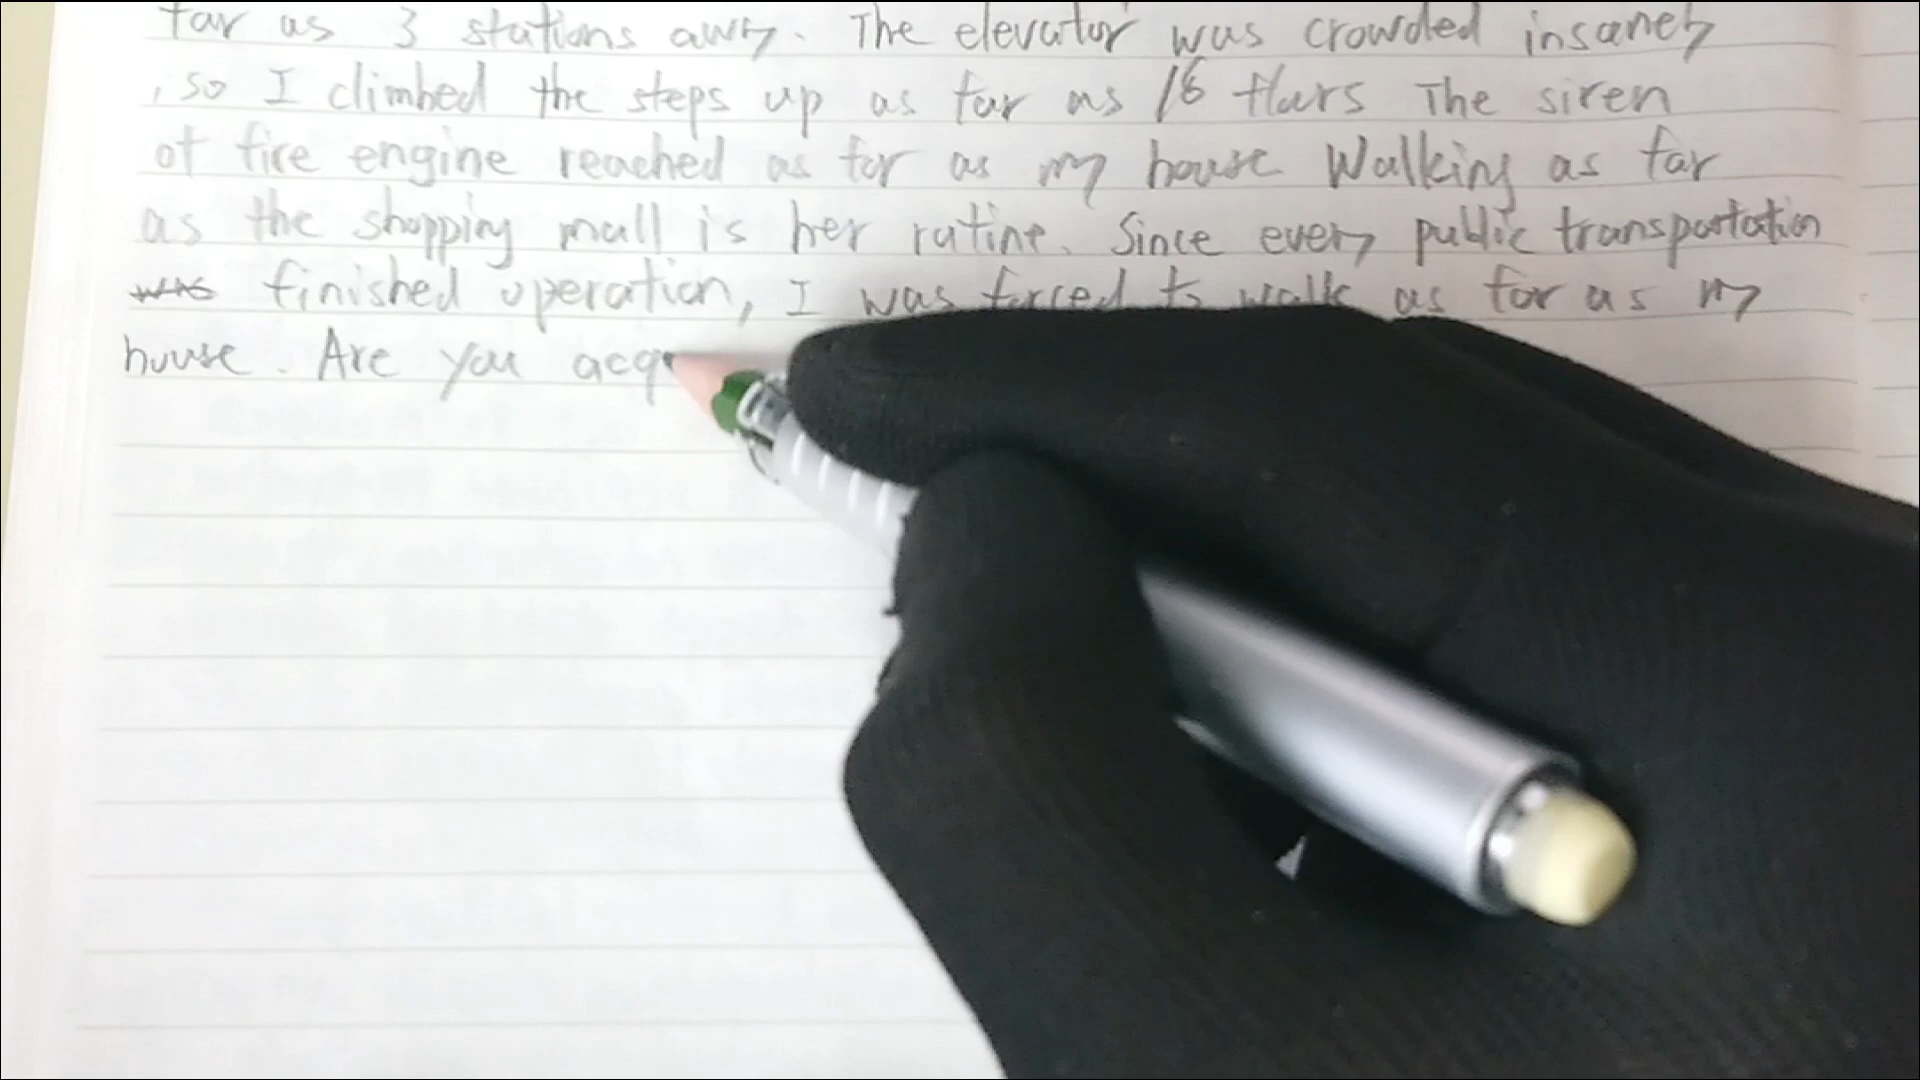 far as 3 stations away. The elevator was crowded insanely
, so I climbed the steps up as far as 16 floors The siren
of fire engine reached as far as my house Walking as far
as the shopping mall is her rutine. Since every public transportation
was finished operation, I was forced to walk as far as my
house. Are you acq